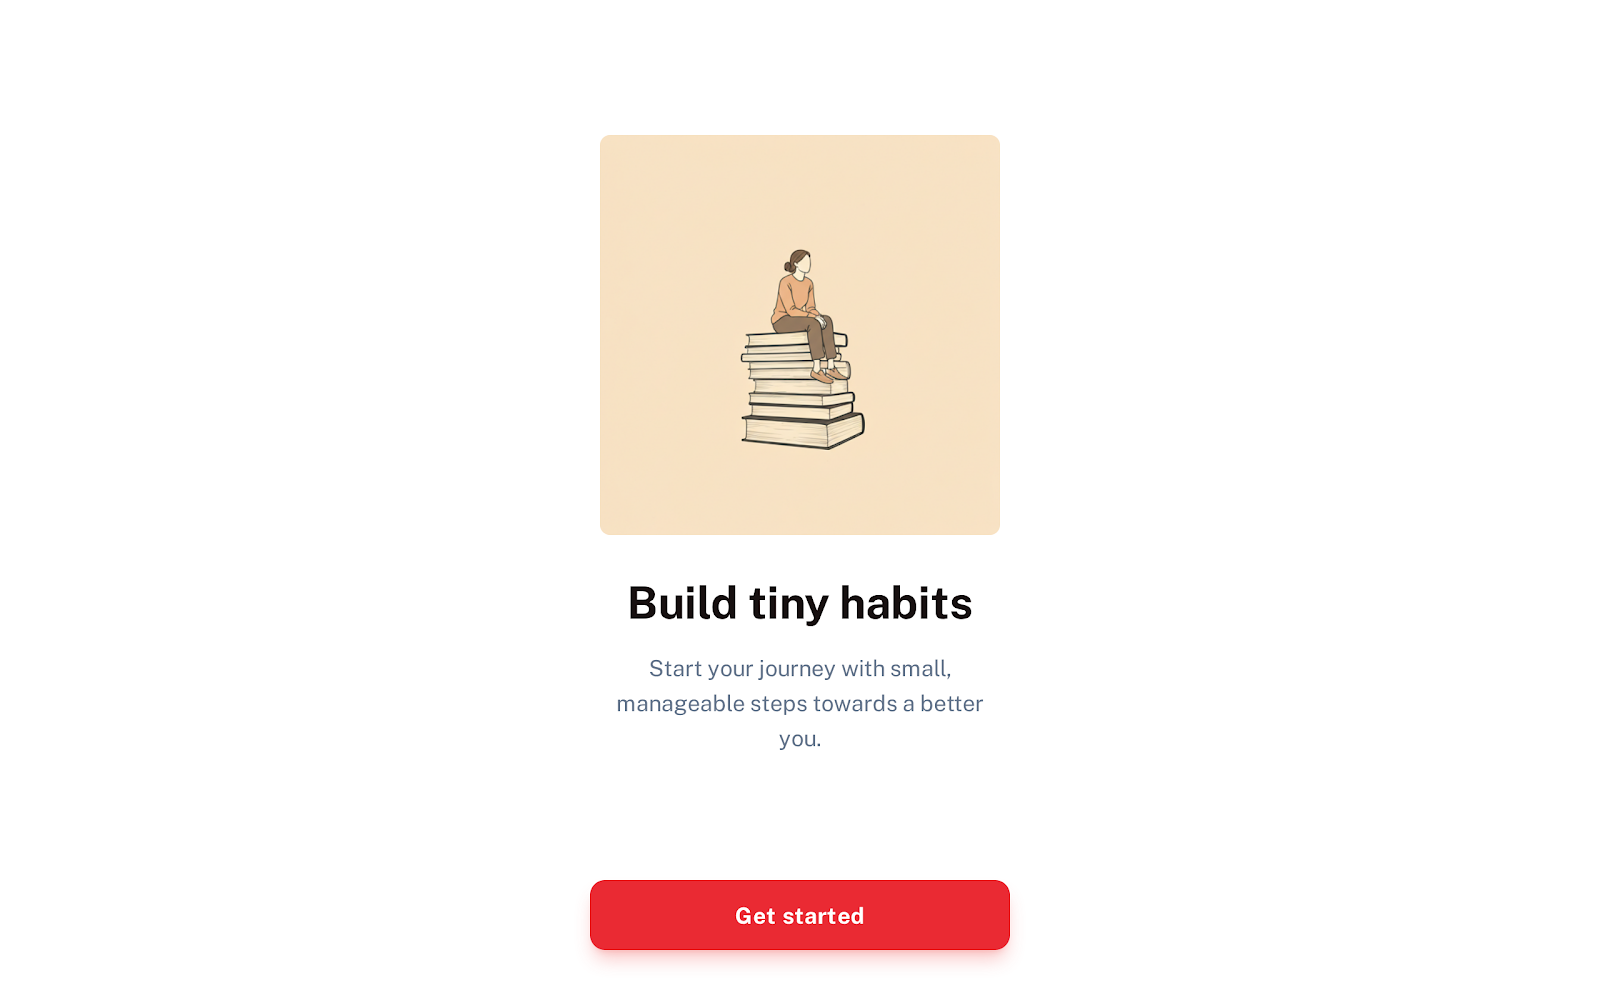 Build tiny habits
Start your journey with small,
manageable steps towards a better
you.
Get started